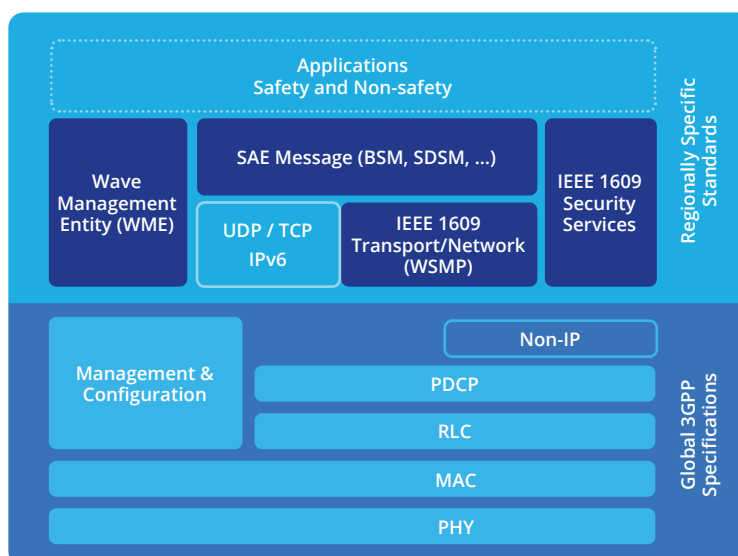 Applications
Safety and Non-safety
Wave
Management
Entity (WME)
SAE Message (BSM, SDSM, ...)
UDP / TCP
IPv6
IEEE 1609
Transport/Network
(WSMP)
IEEE 1609
Security
Services
Regionally Specific
Standards
Management &
Configuration
Non-IP
PDCP
RLC
MAC
PHY
Global 3GPP
Specifications